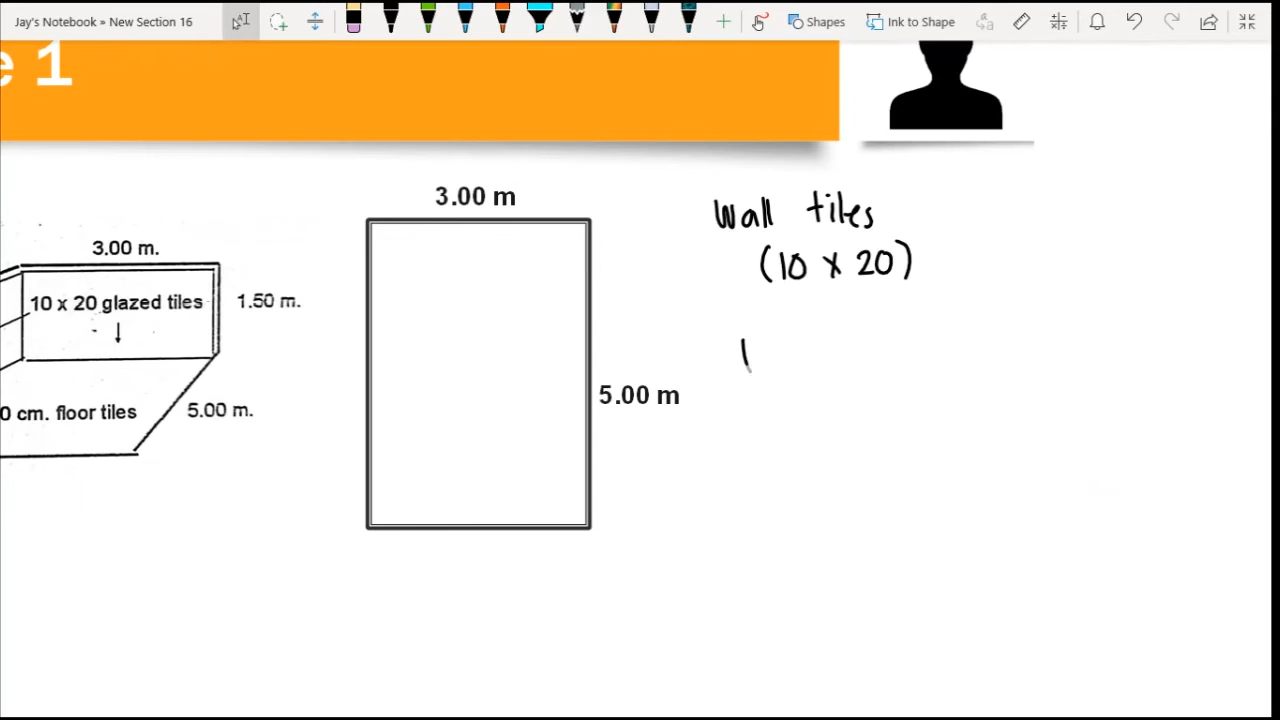 Jay's Notebook » New Section 16
Shapes
Ink to Shape
e 1
3.00 m
wall tiles
(10 x 20)
3.00 m.
10 x 20 glazed tiles
1.50 m.
5.00 m
0 cm. floor tiles
5.00 m.